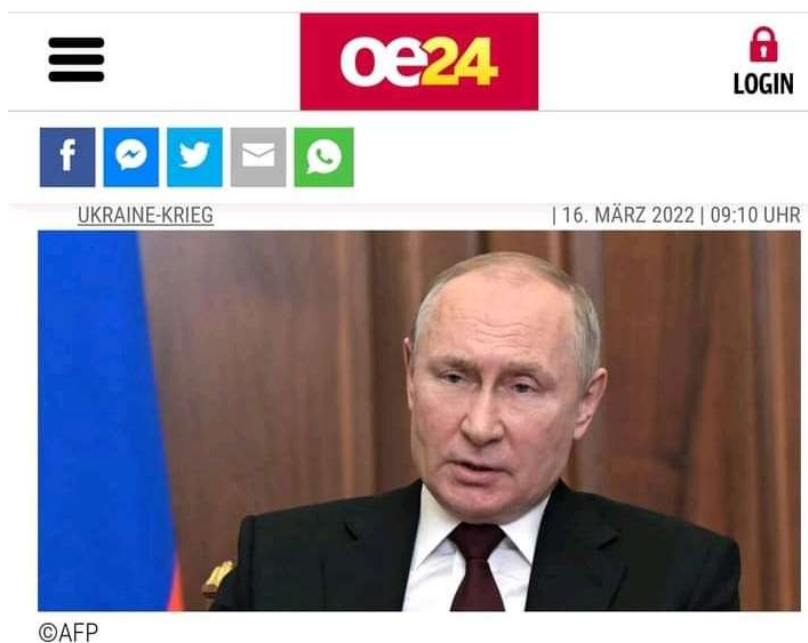 oe24
LOGIN
f
UKRAINE-KRIEG | 16. MÄRZ 2022 | 09:10 UHR
©AFP